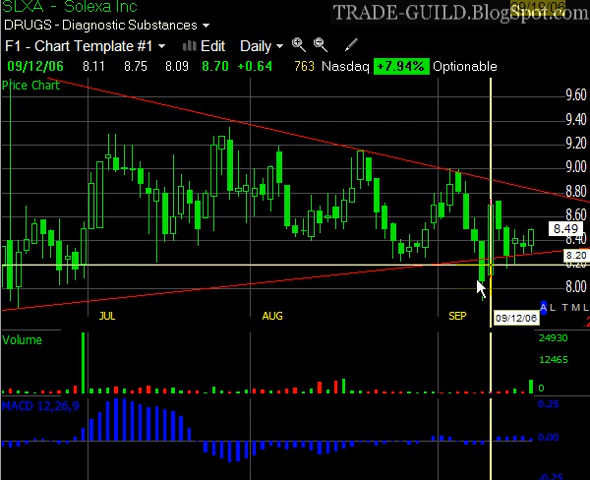 SLXA - Solexa Inc
TRADE-GUILD.BlogSpot.com
DRUGS - Diagnostic Substances
F1 - Chart Template #1 Edit Daily
09/12/06 8.11 8.75 8.09 8.70 +0.64 763 Nasdaq +7.94% Optionable
Price Chart
9.60
9.40
9.20
9.00
8.80
8.60
8.49
8.40
8.20
8.00
A L T M L
JUL AUG SEP
09/12/06
Volume
24930
12465
0
MACD 12,26,9
0.25
0.00
-0.25